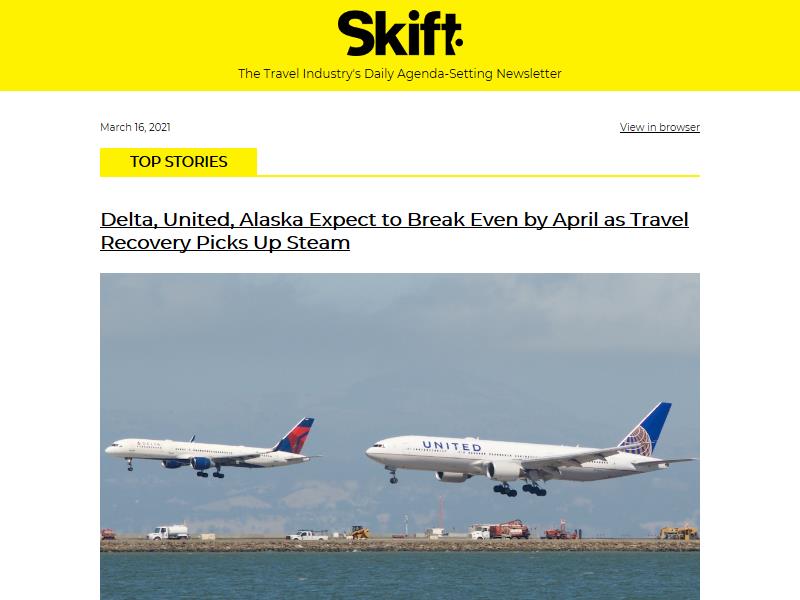 Skift
The Travel Industry's Daily Agenda-Setting Newsletter
March 16, 2021
View in browser
TOP STORIES
Delta, United, Alaska Expect to Break Even by April as Travel
Recovery Picks Up Steam
DELTA
UNITED